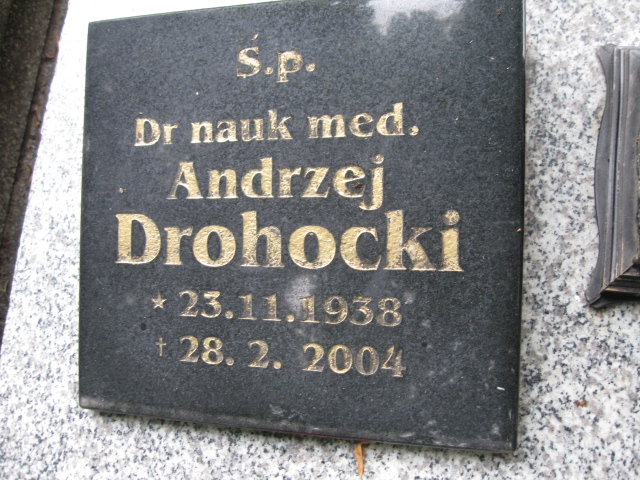 Ś.p.
Dr nauk med.
Andrzej
Drohocki
* 23.11.1938
† 28. 2. 2004